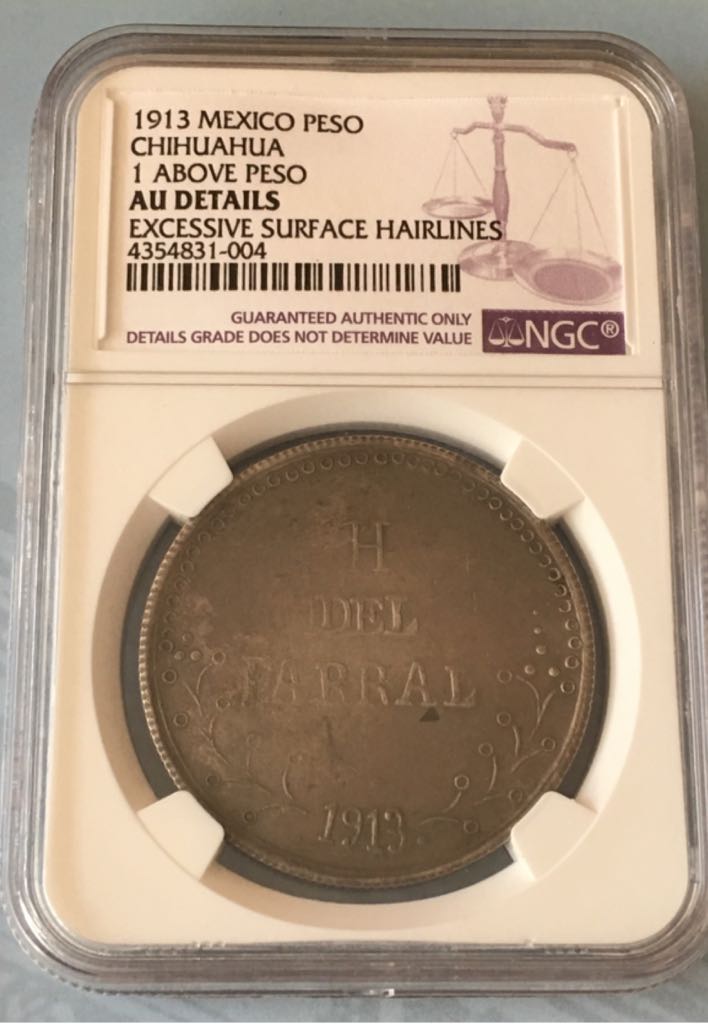 1913 MEXICO PESO
CHIHUAHUA
1 ABOVE PESO
AU DETAILS
EXCESSIVE SURFACE HAIRLINES
4354831-004
GUARANTEED AUTHENTIC ONLY
DETAILS GRADE DOES NOT DETERMINE VALUE
NGC®
H
DEL
PARRAL
1913